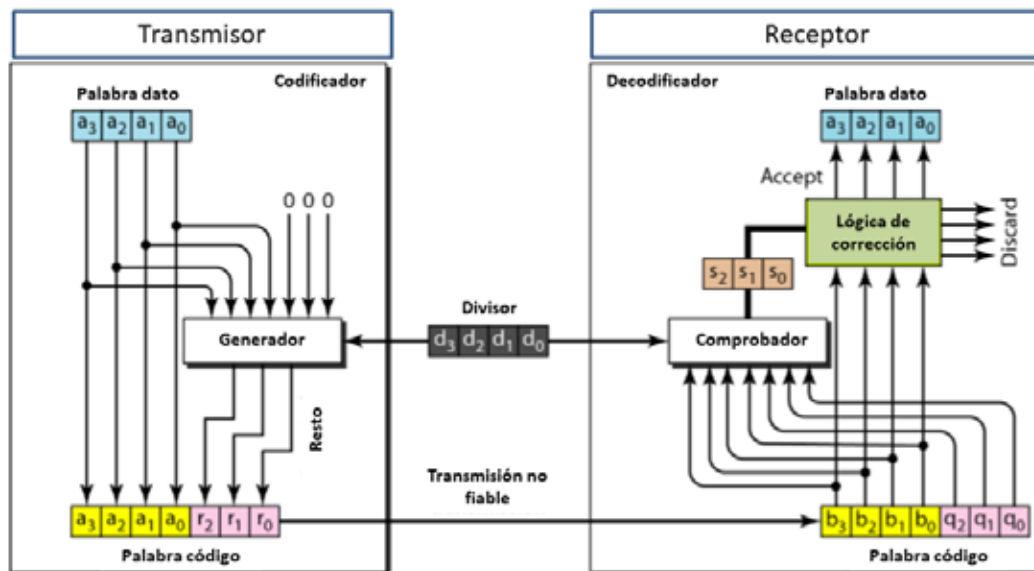 Transmisor
Receptor
Codificador
Palabra dato
a3 a2 a1 a0
0 0 0
Generador
Resto
a3 a2 a1 a0 r2 r1 r0
Palabra código
Divisor
d3 d2 d1 d0
Transmisión no
fiable
Decodificador
Palabra dato
a3 a2 a1 a0
Accept
Lógica de
corrección
Discard
s2 s1 s0
Comprobador
b3 b2 b1 b0 q2 q1 q0
Palabra código